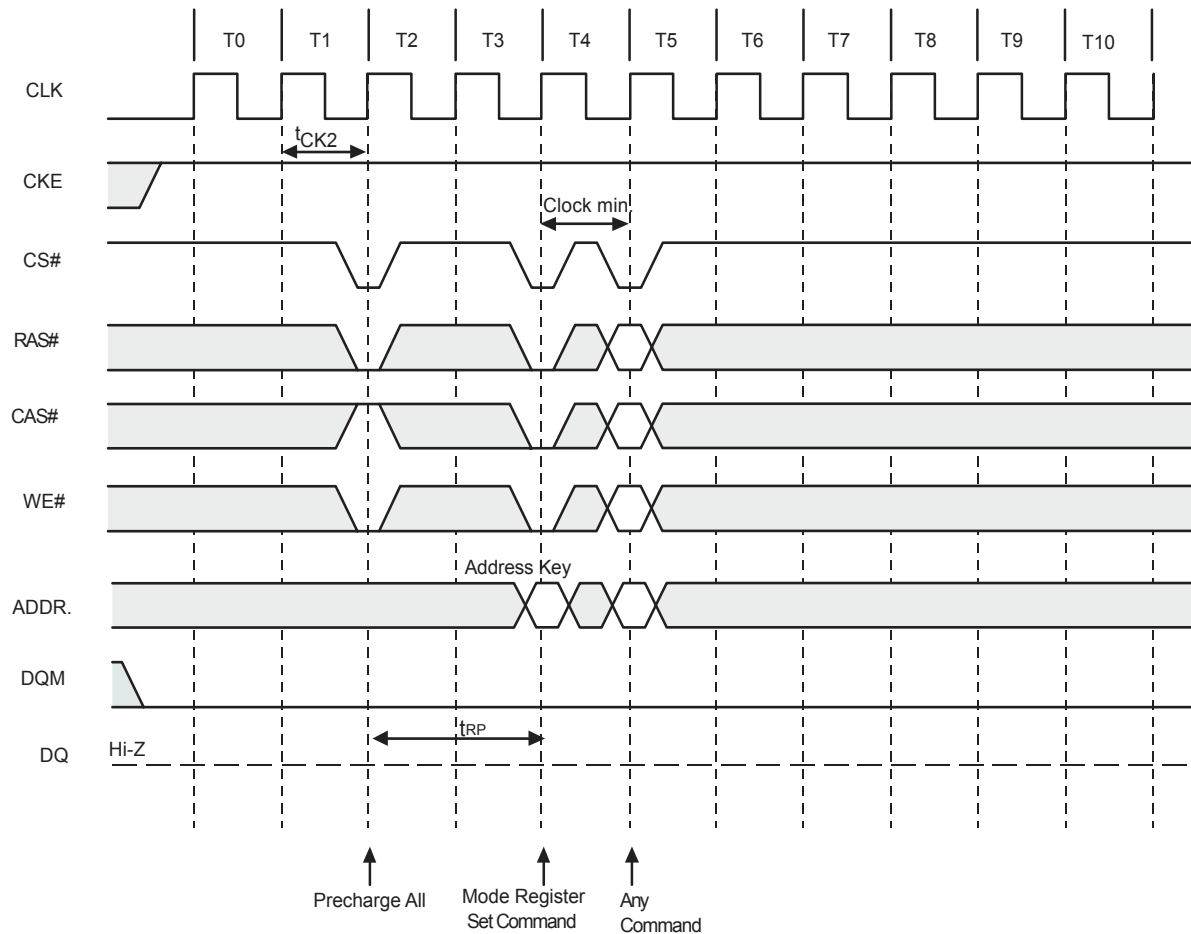 T0 T1 T2 T3 T4 T5 T6 T7 T8 T9 T10
CLK
tCK2
CKE
Clock min.
CS#
RAS#
CAS#
WE#
Address Key
ADDR.
DQM
tRP
DQ Hi-Z
Precharge All
Mode Register
Set Command
Any
Command